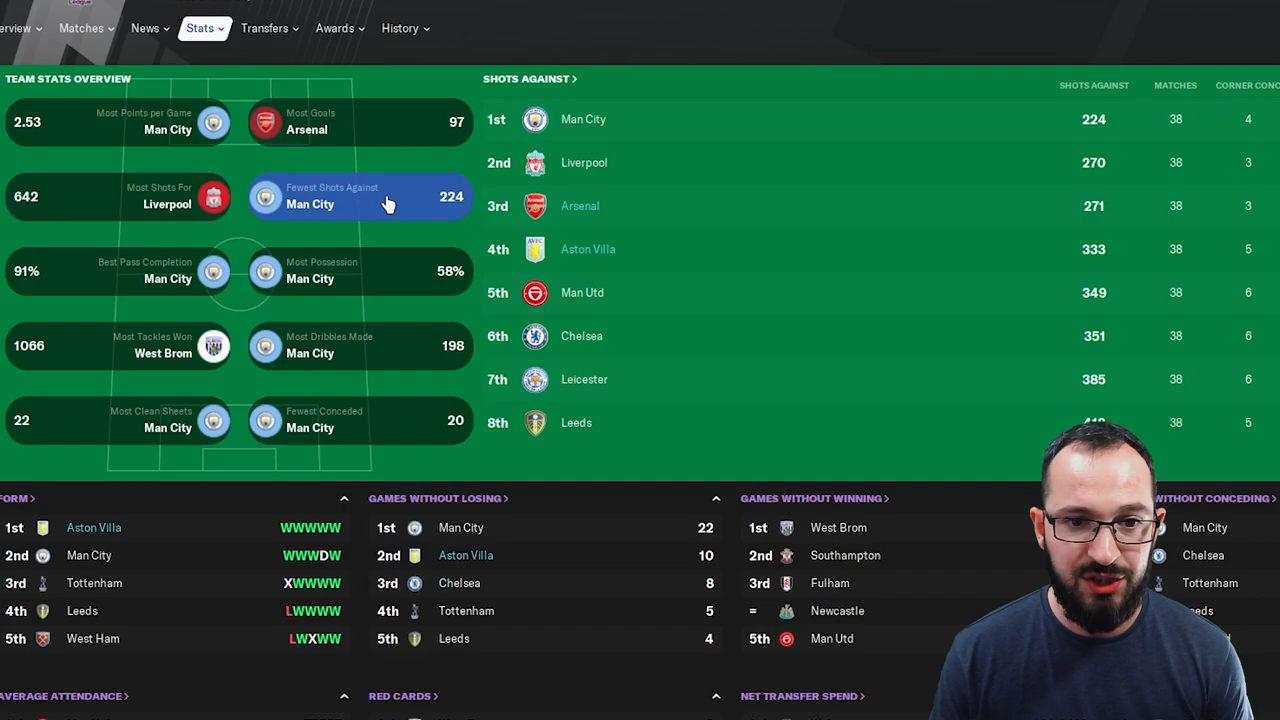 League
erview Matches News Stats Transfers Awards History
TEAM STATS OVERVIEW
2.53 Most Points per Game Man City
Most Goals Arsenal 97
642 Most Shots For Liverpool
Fewest Shots Against Man City 224
91% Best Pass Completion Man City
Most Possession Man City 58%
1066 Most Tackles Won West Brom
Most Dribbles Made Man City 198
22 Most Clean Sheets Man City
Fewest Conceded Man City 20
SHOTS AGAINST >
SHOTS AGAINST MATCHES CORNER CONC
1st Man City 224 38 4
2nd Liverpool 270 38 3
3rd Arsenal 271 38 3
4th Aston Villa 333 38 5
5th Man Utd 349 38 6
6th Chelsea 351 38 6
7th Leicester 385 38 6
8th Leeds 38 5
FORM >
1st Aston Villa WWWWW
2nd Man City WWWDW
3rd Tottenham XWWWW
4th Leeds LWWWW
5th West Ham LWXWW
GAMES WITHOUT LOSING >
1st Man City 22
2nd Aston Villa 10
3rd Chelsea 8
4th Tottenham 5
5th Leeds 4
GAMES WITHOUT WINNING >
1st West Brom
2nd Southampton
3rd Fulham
= Newcastle
5th Man Utd
WITHOUT CONCEDING >
Man City
Chelsea
Tottenham
eeds
AVERAGE ATTENDANCE >
RED CARDS >
NET TRANSFER SPEND >